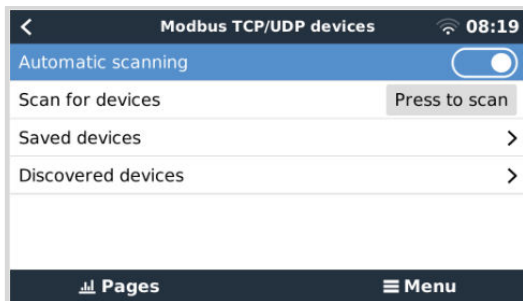 Modbus TCP/UDP devices 08:19
Automatic scanning
Scan for devices Press to scan
Saved devices
Discovered devices
Pages Menu